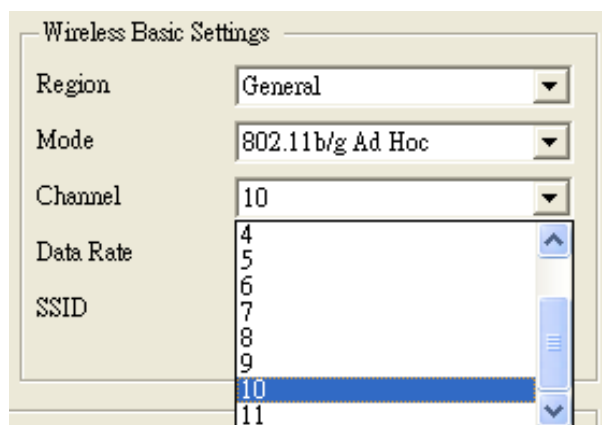 Wireless Basic Settings
Region General
Mode 802.11b/g Ad Hoc
Channel 10
4
Data Rate 5
6
SSID 7
8
9
10
11